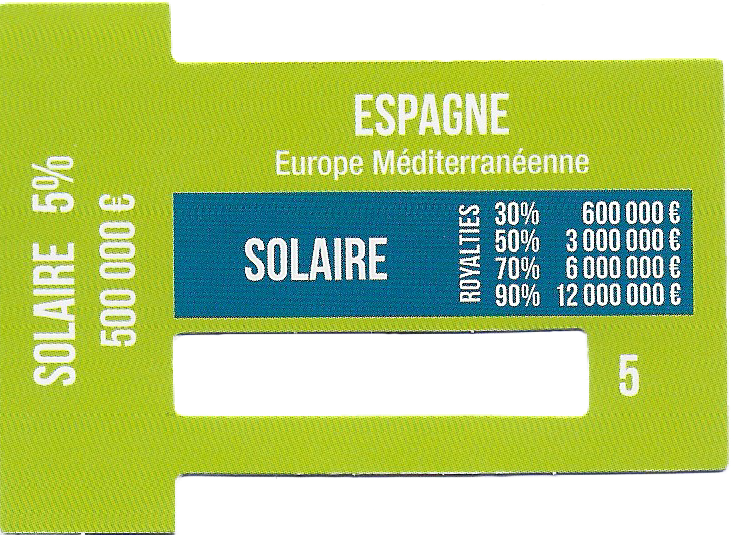 SOLAIRE 5%
500 000 €
ESPAGNE
Europe Méditerranéenne
SOLAIRE
ROYALTIES
30% 600 000 €
50% 3 000 000 €
70% 6 000 000 €
90% 12 000 000 €
5